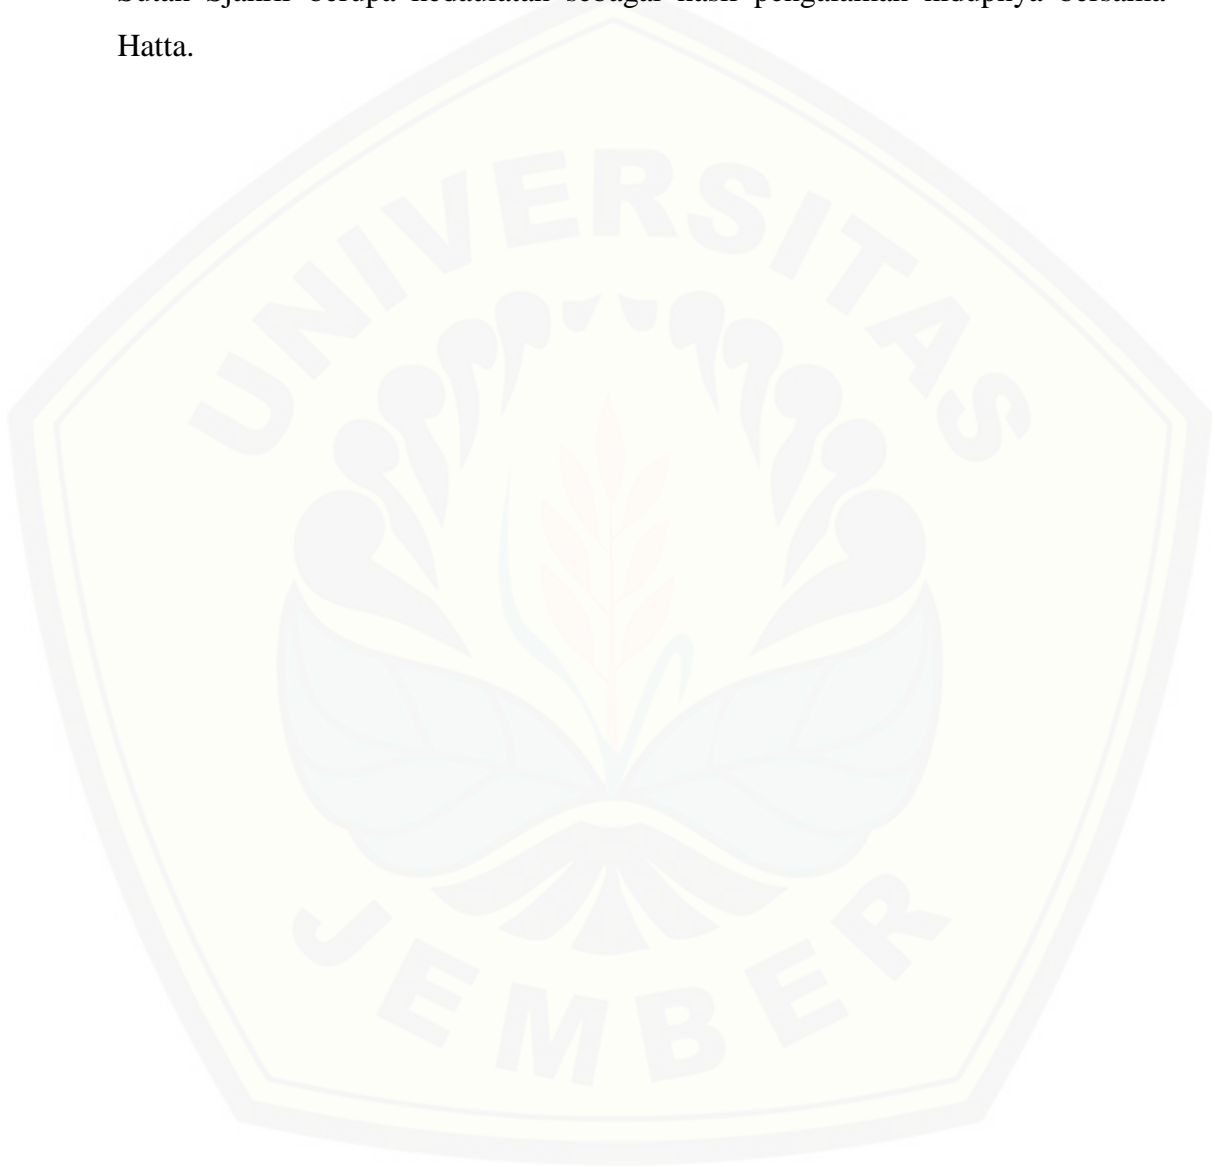 Sutan Sjahrir berupa kedaulatan sebagai hasil pengalaman hidupnya bersama
Hatta.
UNIVERSITAS
JEMBER